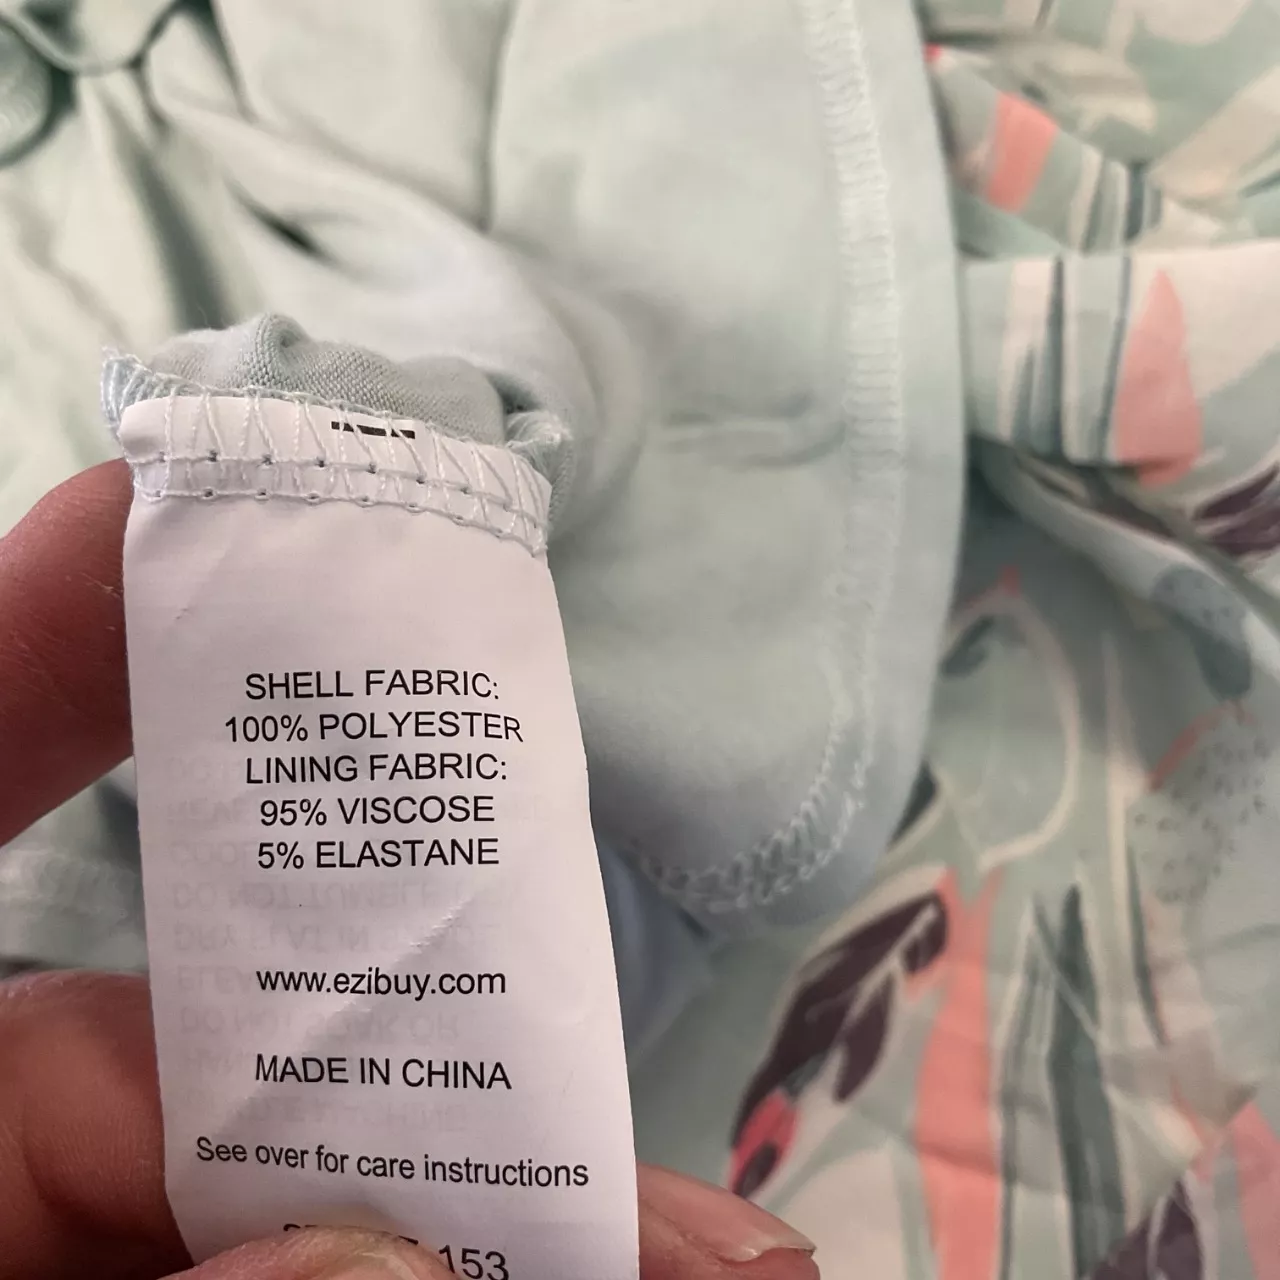 SHELL FABRIC:
100% POLYESTER
LINING FABRIC:
95% VISCOSE
5% ELASTANE
www.ezibuy.com
MADE IN CHINA
See over for care instructions
153